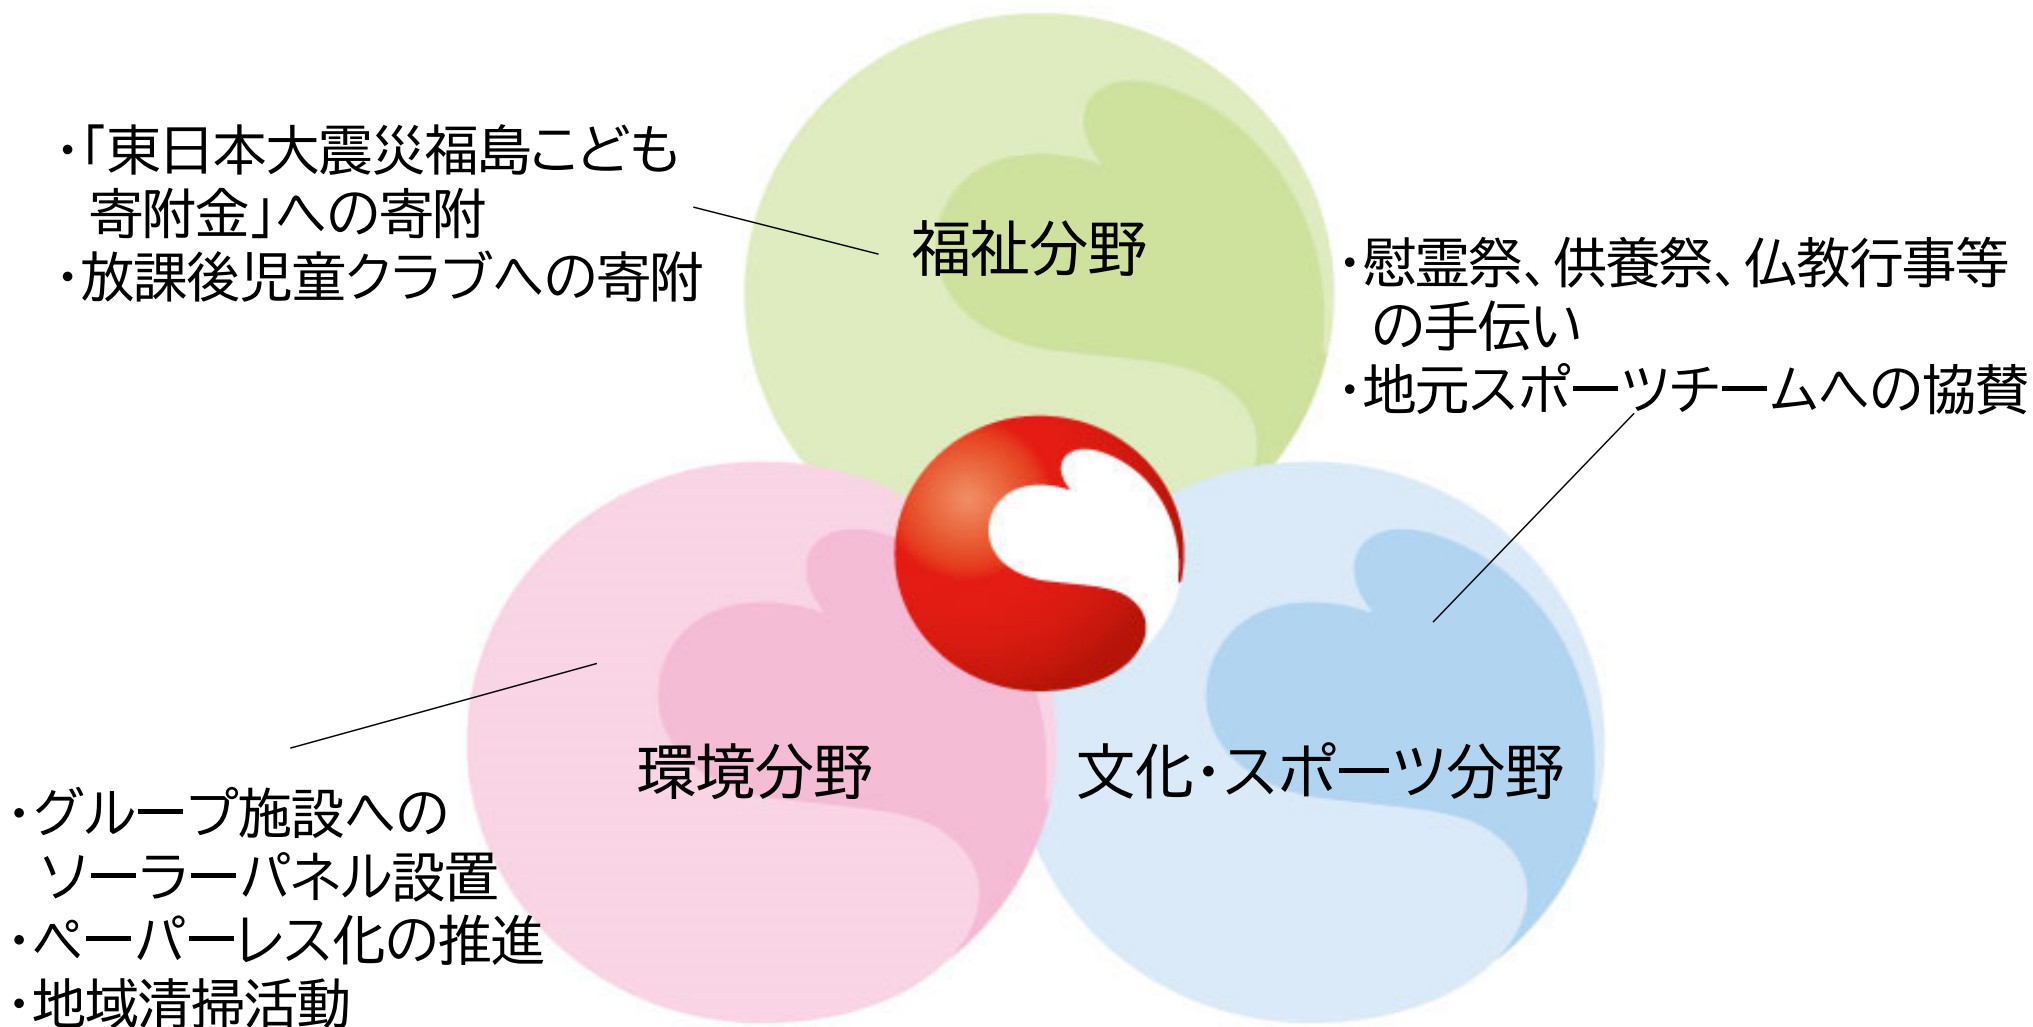 ・「東日本大震災福島こども
寄附金」への寄附
・放課後児童クラブへの寄附
福祉分野
・慰霊祭、供養祭、仏教行事等
の手伝い
・地元スポーツチームへの協賛
環境分野
文化・スポーツ分野
・グループ施設への
ソーラーパネル設置
・ペーパーレス化の推進
・地域清掃活動